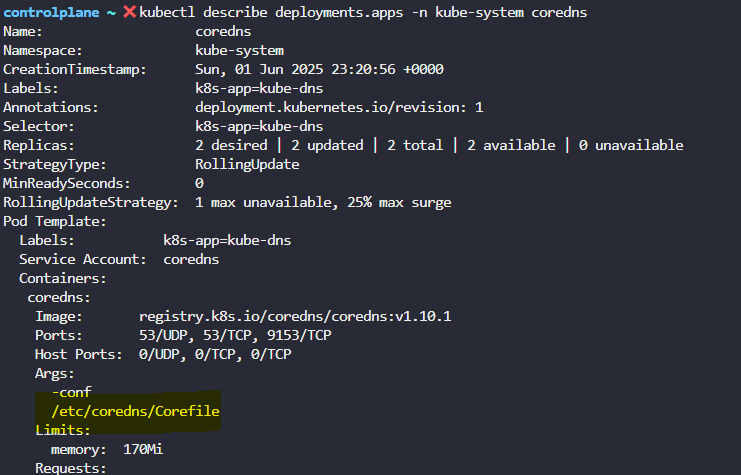 controlplane ~ ✖ kubectl describe deployments.apps -n kube-system coredns
Name:                   coredns
Namespace:              kube-system
CreationTimestamp:      Sun, 01 Jun 2025 23:20:56 +0000
Labels:                 k8s-app=kube-dns
Annotations:            deployment.kubernetes.io/revision: 1
Selector:               k8s-app=kube-dns
Replicas:               2 desired | 2 updated | 2 total | 2 available | 0 unavailable
StrategyType:           RollingUpdate
MinReadySeconds:        0
RollingUpdateStrategy:  1 max unavailable, 25% max surge
Pod Template:
  Labels:           k8s-app=kube-dns
  Service Account:  coredns
  Containers:
   coredns:
    Image:       registry.k8s.io/coredns/coredns:v1.10.1
    Ports:       53/UDP, 53/TCP, 9153/TCP
    Host Ports:  0/UDP, 0/TCP, 0/TCP
    Args:
      -conf
      /etc/coredns/Corefile
    Limits:
      memory:  170Mi
    Requests: